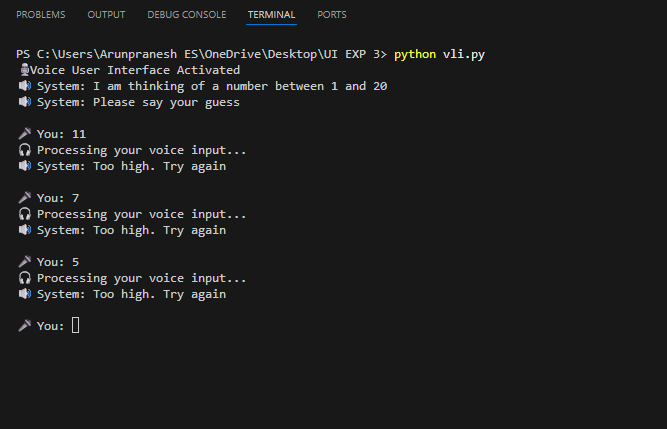 PROBLEMS OUTPUT DEBUG CONSOLE TERMINAL PORTS
PS C:\Users\Arunpranesh ES\OneDrive\Desktop\UI EXP 3> python vli.py
🎙️Voice User Interface Activated
🔊 System: I am thinking of a number between 1 and 20
🔊 System: Please say your guess
🎤 You: 11
🎧 Processing your voice input...
🔊 System: Too high. Try again
🎤 You: 7
🎧 Processing your voice input...
🔊 System: Too high. Try again
🎤 You: 5
🎧 Processing your voice input...
🔊 System: Too high. Try again
🎤 You: